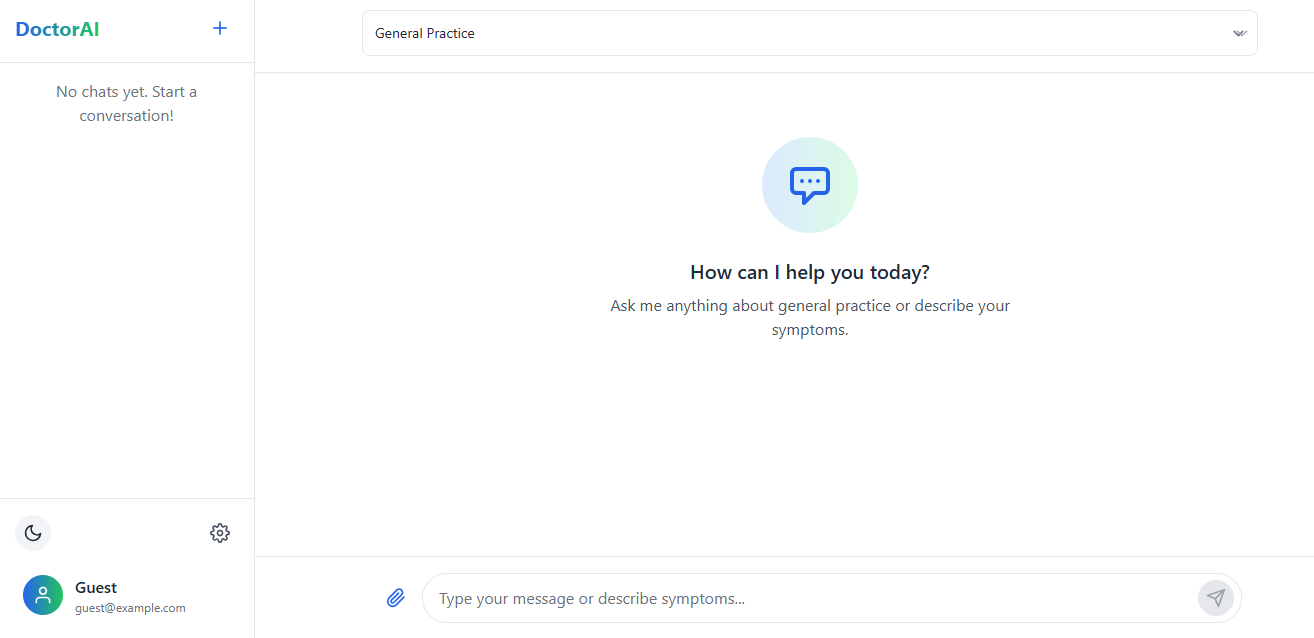 DoctorAI
No chats yet. Start a
conversation!
General Practice
How can I help you today?
Ask me anything about general practice or describe your
symptoms.
Guest
guest@example.com
Type your message or describe symptoms...